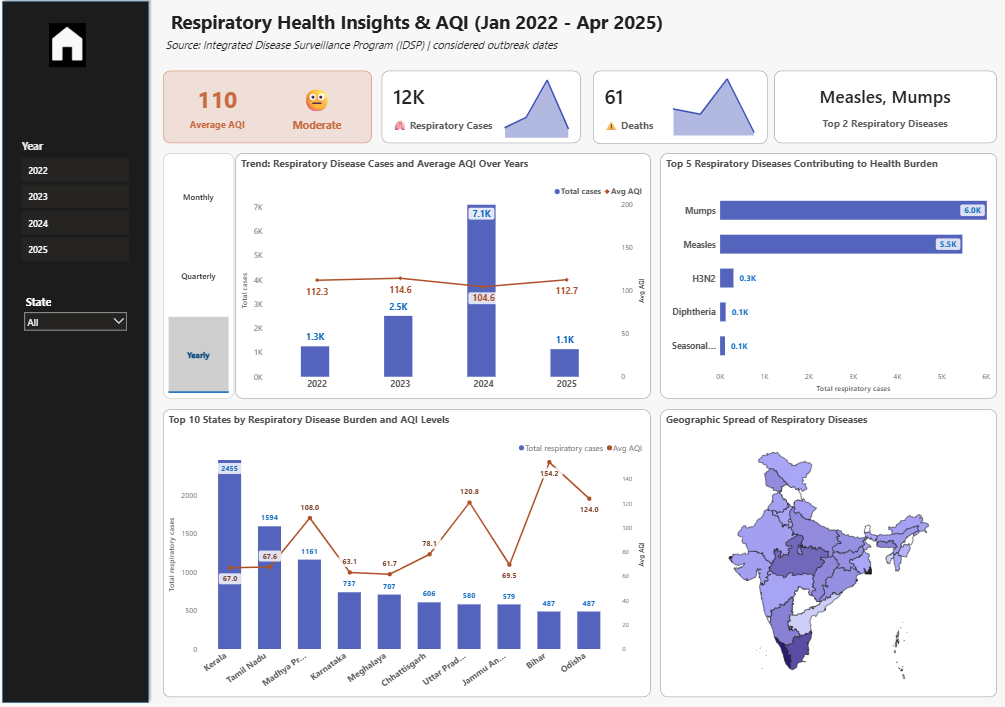 Respiratory Health Insights & AQI (Jan 2022 - Apr 2025)
Source: Integrated Disease Surveillance Program (IDSP) | considered outbreak dates
Year
2022
2023
2024
2025
State
All
110
Average AQI
Moderate
12K
Respiratory Cases
61
Deaths
Measles, Mumps
Top 2 Respiratory Diseases
Monthly
Quarterly
Yearly
Trend: Respiratory Disease Cases and Average AQI Over Years
Total cases Avg AQI
Total cases
7K
6K
5K
4K
3K
2K
1K
0K
200
150
100
50
0
Avg AQI
112.3
114.6
104.6
112.7
1.3K
2.5K
7.1K
1.1K
2022 2023 2024 2025
Top 5 Respiratory Diseases Contributing to Health Burden
Mumps 6.0K
Measles 5.5K
H3N2 0.3K
Diphtheria 0.1K
Seasonal... 0.1K
0K 1K 2K 3K 4K 5K 6K
Total respiratory cases
Top 10 States by Respiratory Disease Burden and AQI Levels
Total respiratory cases Avg AQI
Total respiratory cases
2000
1500
1000
500
0
140
120
100
80
60
40
20
0
Avg AQI
2455
1594
1161
737
707
606
580
579
487
487
67.0
67.6
108.0
63.1
61.7
78.1
120.8
69.5
154.2
124.0
Kerala
Tamil Nadu
Madhya Pr...
Karnataka
Meghalaya
Chhattisgarh
Uttar Prad...
Jammu An...
Bihar
Odisha
Geographic Spread of Respiratory Diseases